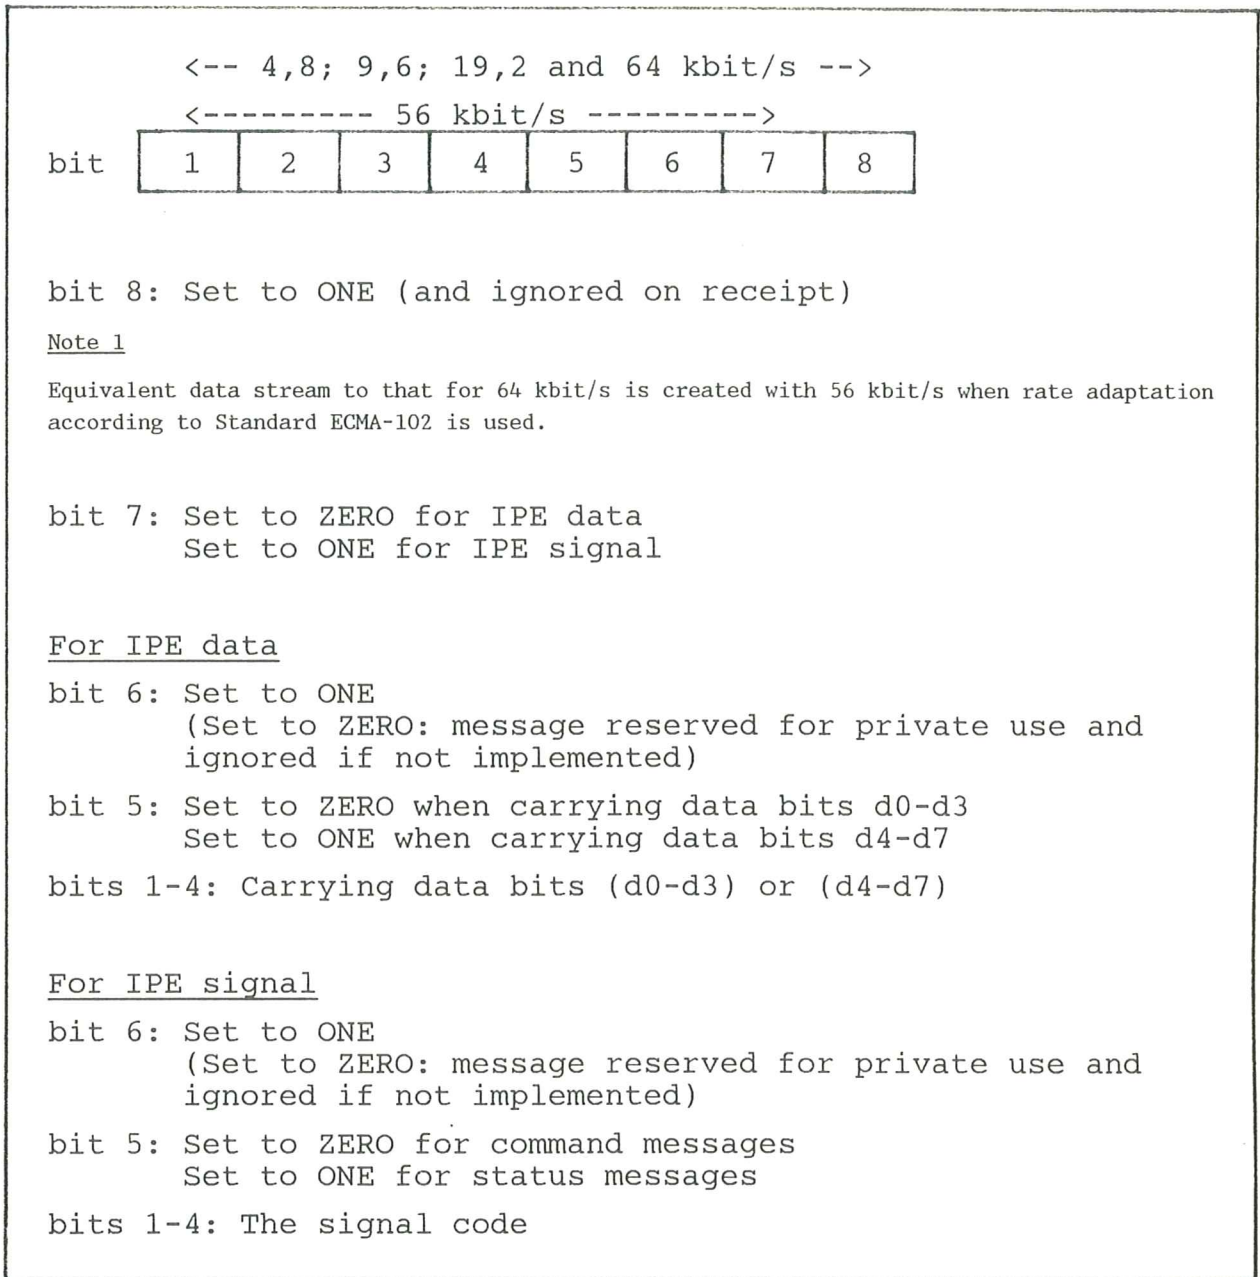 <-- 4,8; 9,6; 19,2 and 64 kbit/s -->
<--------- 56 kbit/s --------->
bit 1 2 3 4 5 6 7 8
bit 8: Set to ONE (and ignored on receipt)
Note 1
Equivalent data stream to that for 64 kbit/s is created with 56 kbit/s when rate adaptation
according to Standard ECMA-102 is used.
bit 7: Set to ZERO for IPE data
Set to ONE for IPE signal
For IPE data
bit 6: Set to ONE
(Set to ZERO: message reserved for private use and
ignored if not implemented)
bit 5: Set to ZERO when carrying data bits d0-d3
Set to ONE when carrying data bits d4-d7
bits 1-4: Carrying data bits (d0-d3) or (d4-d7)
For IPE signal
bit 6: Set to ONE
(Set to ZERO: message reserved for private use and
ignored if not implemented)
bit 5: Set to ZERO for command messages
Set to ONE for status messages
bits 1-4: The signal code